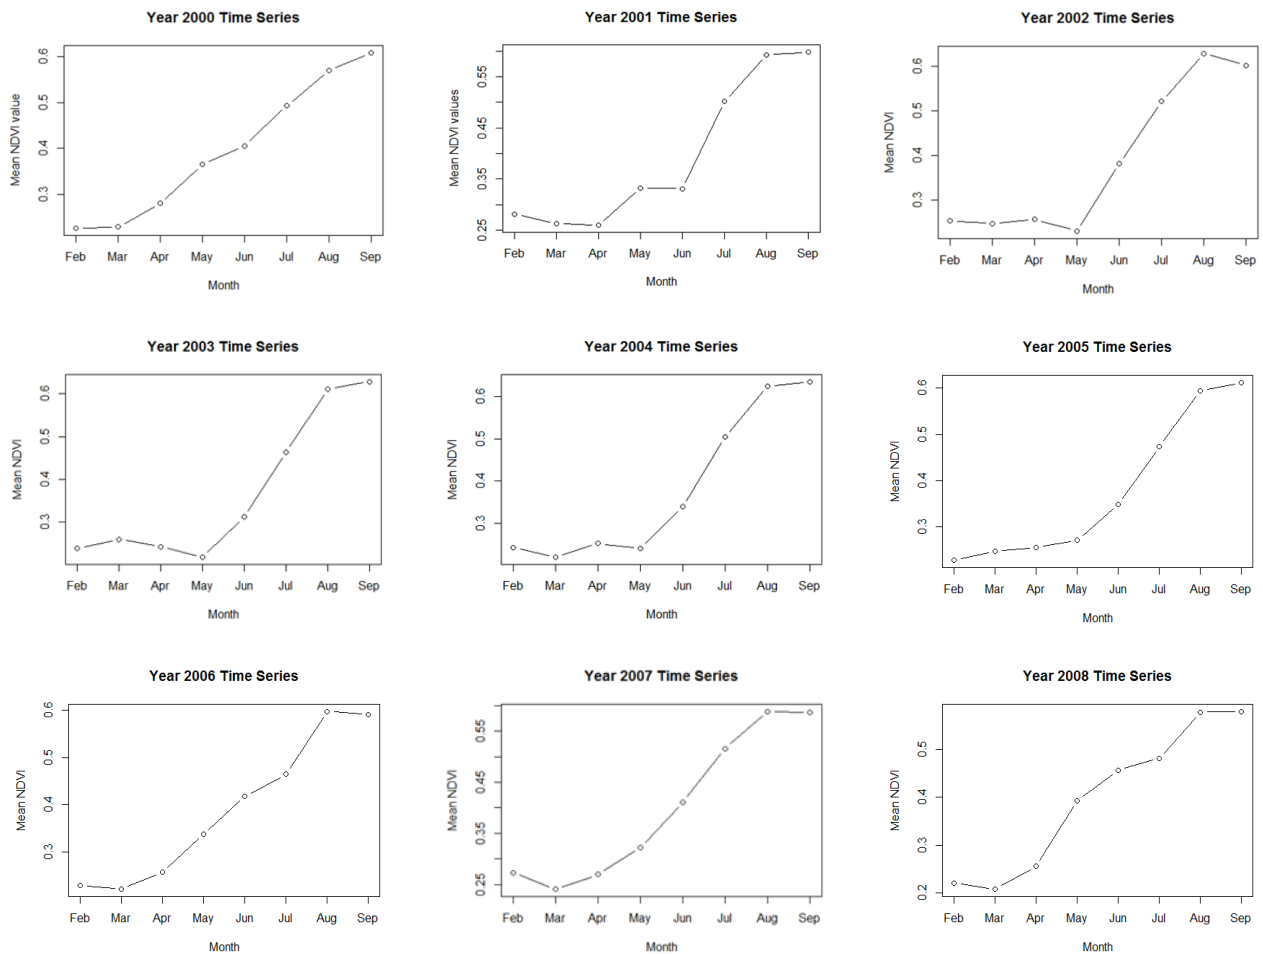 Year 2000 Time Series
Mean NDVI value
0.6
0.5
0.4
0.3
Feb Mar Apr May Jun Jul Aug Sep
Month
Year 2001 Time Series
Mean NDVI values
0.55
0.45
0.35
0.25
Feb Mar Apr May Jun Jul Aug Sep
Month
Year 2002 Time Series
Mean NDVI
0.6
0.5
0.4
0.3
Feb Mar Apr May Jun Jul Aug Sep
Month
Year 2003 Time Series
Mean NDVI
0.6
0.5
0.4
0.3
Feb Mar Apr May Jun Jul Aug Sep
Month
Year 2004 Time Series
Mean NDVI
0.6
0.5
0.4
0.3
Feb Mar Apr May Jun Jul Aug Sep
Month
Year 2005 Time Series
Mean NDVI
0.6
0.5
0.4
0.3
Feb Mar Apr May Jun Jul Aug Sep
Month
Year 2006 Time Series
Mean NDVI
0.6
0.5
0.4
0.3
Feb Mar Apr May Jun Jul Aug Sep
Month
Year 2007 Time Series
Mean NDVI
0.55
0.45
0.35
0.25
Feb Mar Apr May Jun Jul Aug Sep
Month
Year 2008 Time Series
Mean NDVI
0.5
0.4
0.3
0.2
Feb Mar Apr May Jun Jul Aug Sep
Month